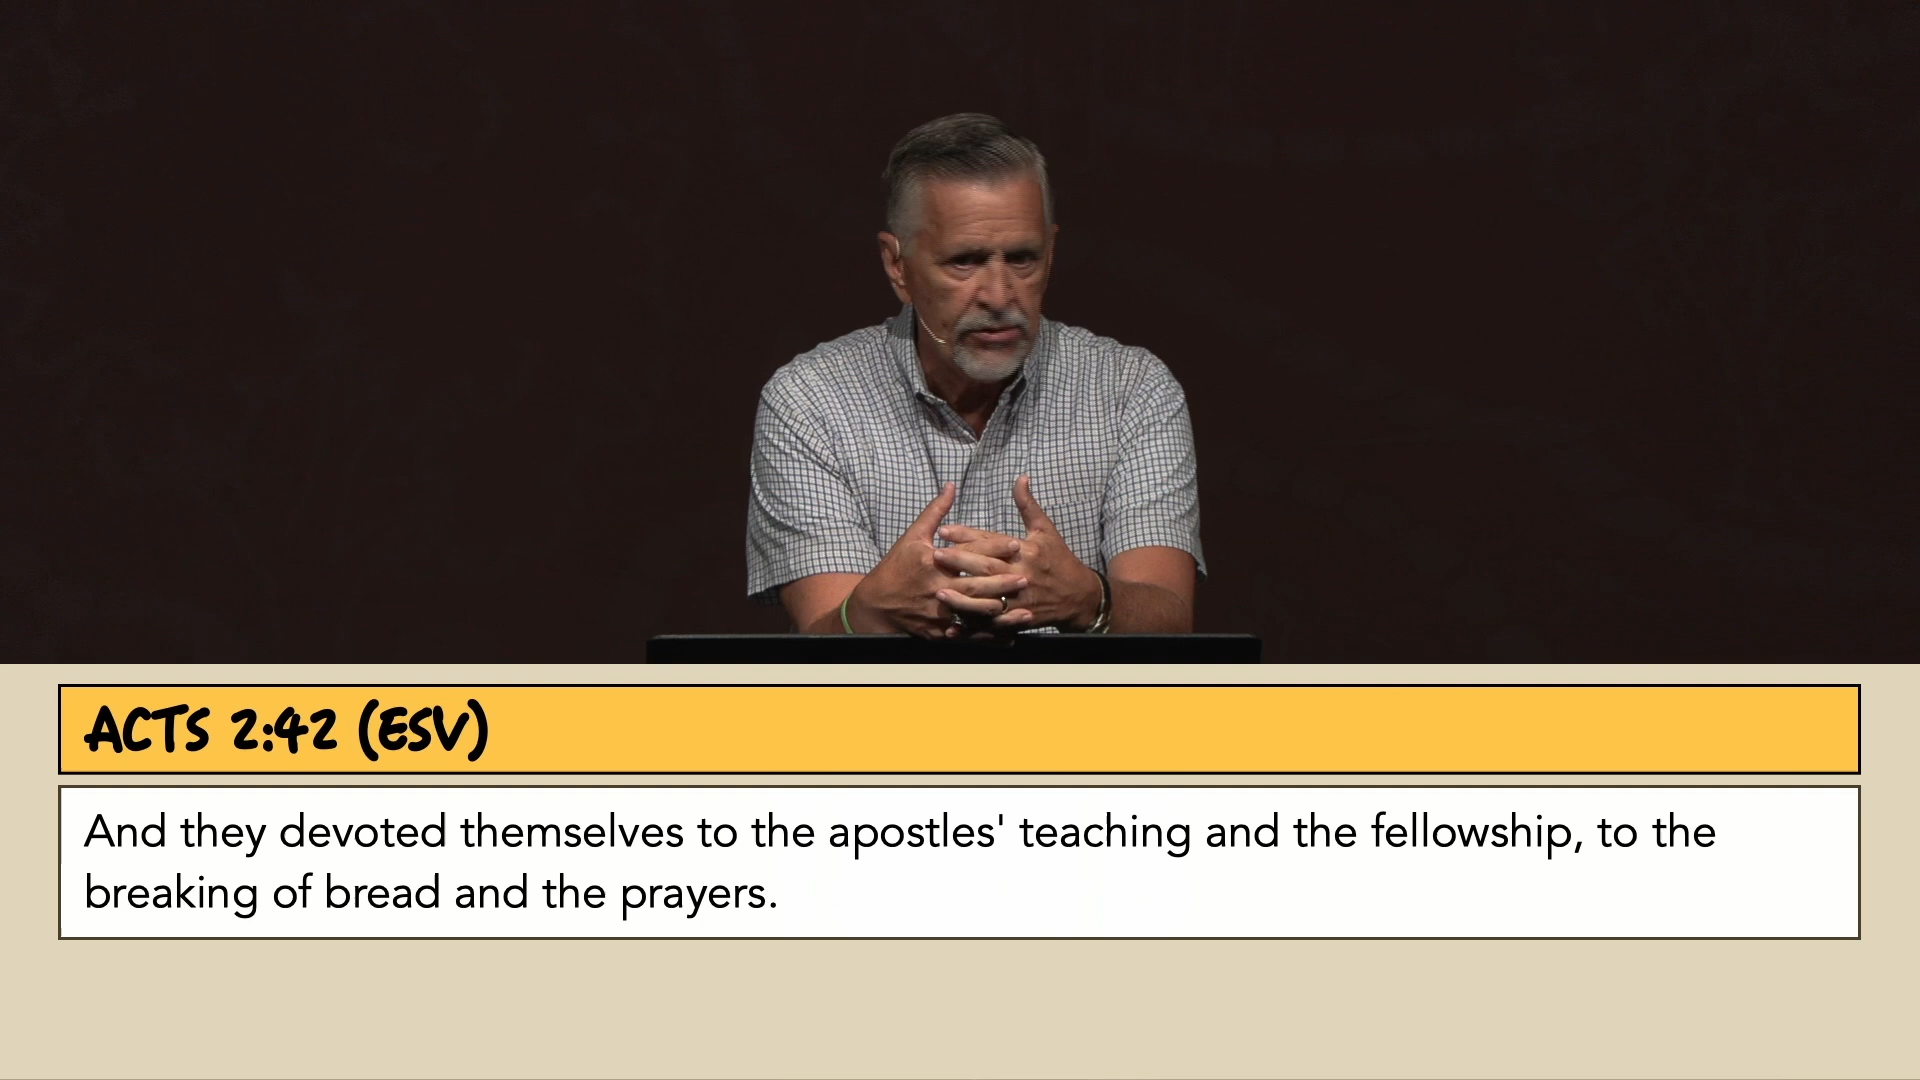 ACTS 2:42 (ESV)
And they devoted themselves to the apostles' teaching and the fellowship, to the
breaking of bread and the prayers.